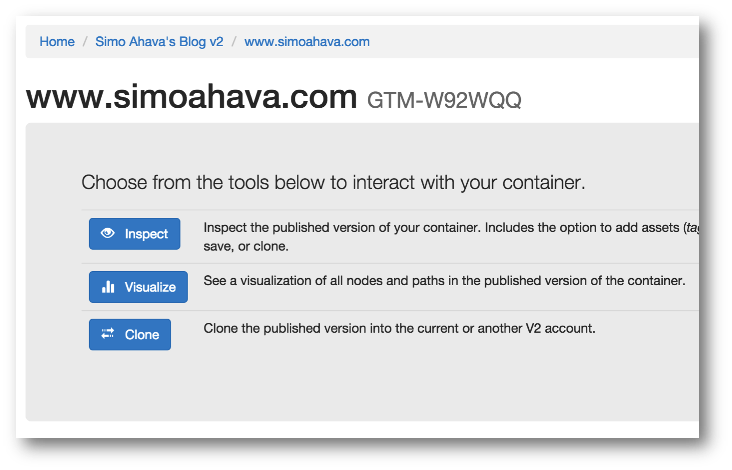 Home / Simo Ahava's Blog v2 / www.simoahava.com
www.simoahava.com GTM-W92WQQ
Choose from the tools below to interact with your container.
Inspect
Inspect the published version of your container. Includes the option to add assets (
save, or clone.
Visualize
See a visualization of all nodes and paths in the published version of the container.
Clone
Clone the published version into the current or another V2 account.